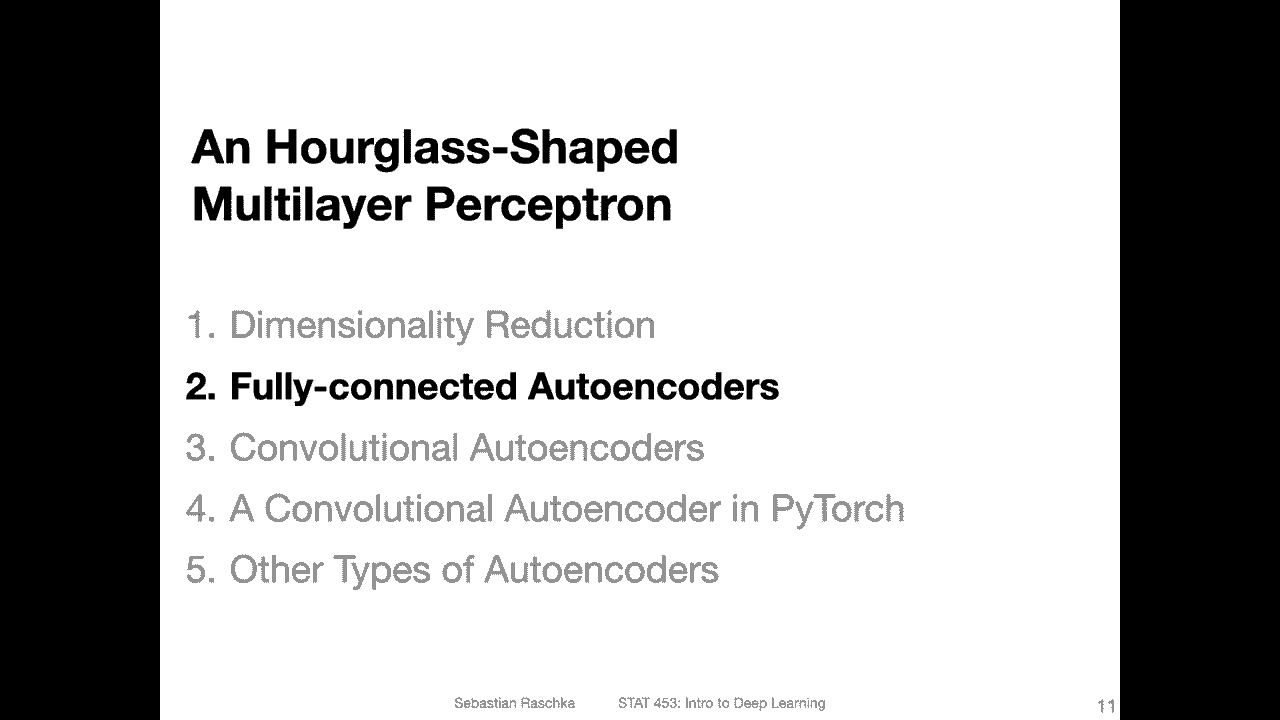 An Hourglass-Shaped
Multilayer Perceptron
1. Dimensionality Reduction
2. Fully-connected Autoencoders
3. Convolutional Autoencoders
4. A Convolutional Autoencoder in PyTorch
5. Other Types of Autoencoders
Sebastian Raschka STAT 453: Intro to Deep Learning 11